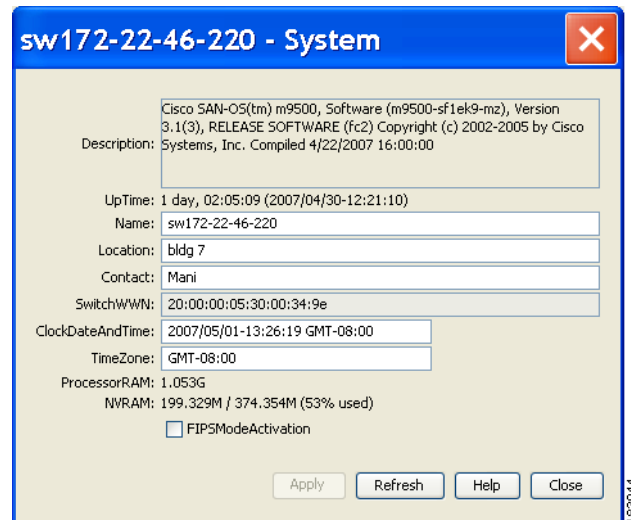 sw172-22-46-220 - System
Cisco SAN-OS(tm) m9500, Software (m9500-sf1ek9-mz), Version
3.1(3), RELEASE SOFTWARE (fc2) Copyright (c) 2002-2005 by Cisco
Description: Systems, Inc. Compiled 4/22/2007 16:00:00
UpTime: 1 day, 02:05:09 (2007/04/30-12:21:10)
Name: sw172-22-46-220
Location: bldg 7
Contact: Mani
SwitchWWN: 20:00:00:05:30:00:34:9e
ClockDateAndTime: 2007/05/01-13:26:19 GMT-08:00
TimeZone: GMT-08:00
ProcessorRAM: 1.053G
NVRAM: 199.329M / 374.354M (53% used)
FIPSModeActivation
Apply Refresh Help Close